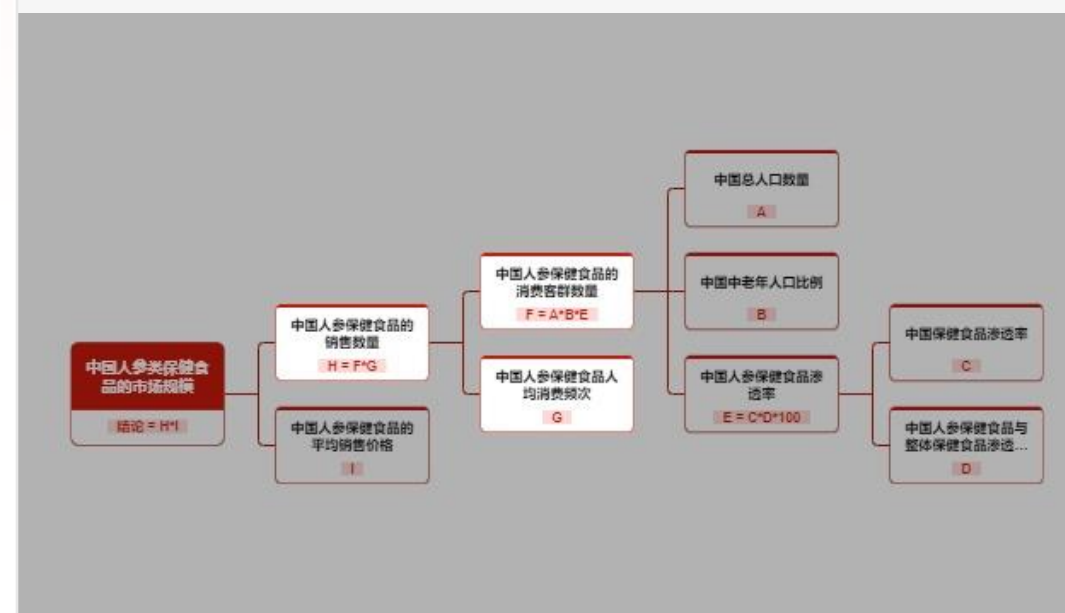 中国人参类保健食
品的市场规模
结论 = H*I
中国人参保健食品的
销售数量
H = F*G
中国人参保健食品的
平均销售价格
I
中国人参保健食品的
消费客群数量
F = A*B*E
中国人参保健食品人
均消费频次
G
中国总人口数量
A
中国中老年人口比例
B
中国人参保健食品渗
透率
E = C*D*100
中国保健食品渗透率
C
中国人参保健食品与
整体保健食品渗透...
D